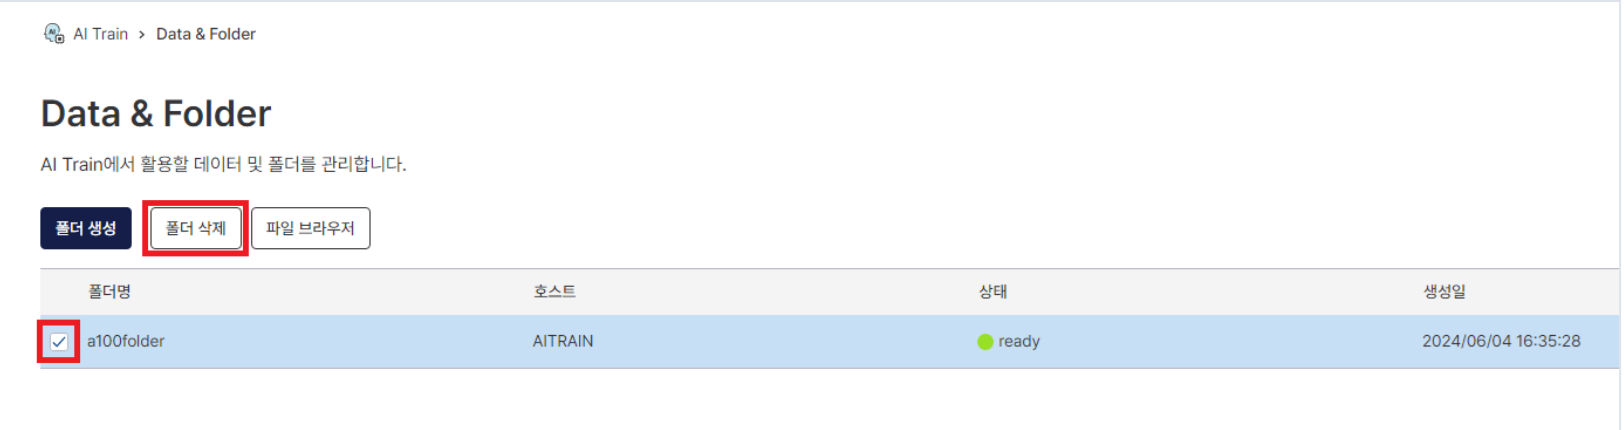 AI Train > Data & Folder
Data & Folder
AI Train에서 활용할 데이터 및 폴더를 관리합니다.
폴더 생성 폴더 삭제 파일 브라우저
폴더명 호스트 상태 생성일
a100folder AITRAIN ready 2024/06/04 16:35:28